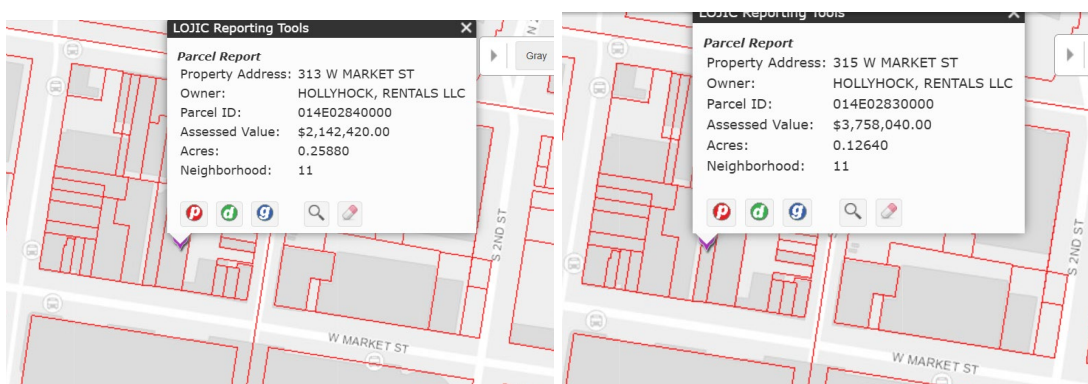 LOJIC Reporting Tools
Parcel Report
Property Address: 313 W MARKET ST
Owner: HOLLYHOCK, RENTALS LLC
Parcel ID: 014E02840000
Assessed Value: $2,142,420.00
Acres: 0.25880
Neighborhood: 11
p d g
N
Gray
S 2ND ST
W MARKET ST
LOJIC Reporting Tools
Parcel Report
Property Address: 315 W MARKET ST
Owner: HOLLYHOCK, RENTALS LLC
Parcel ID: 014E02830000
Assessed Value: $3,758,040.00
Acres: 0.12640
Neighborhood: 11
p d g
S 2ND ST
W MARKET ST